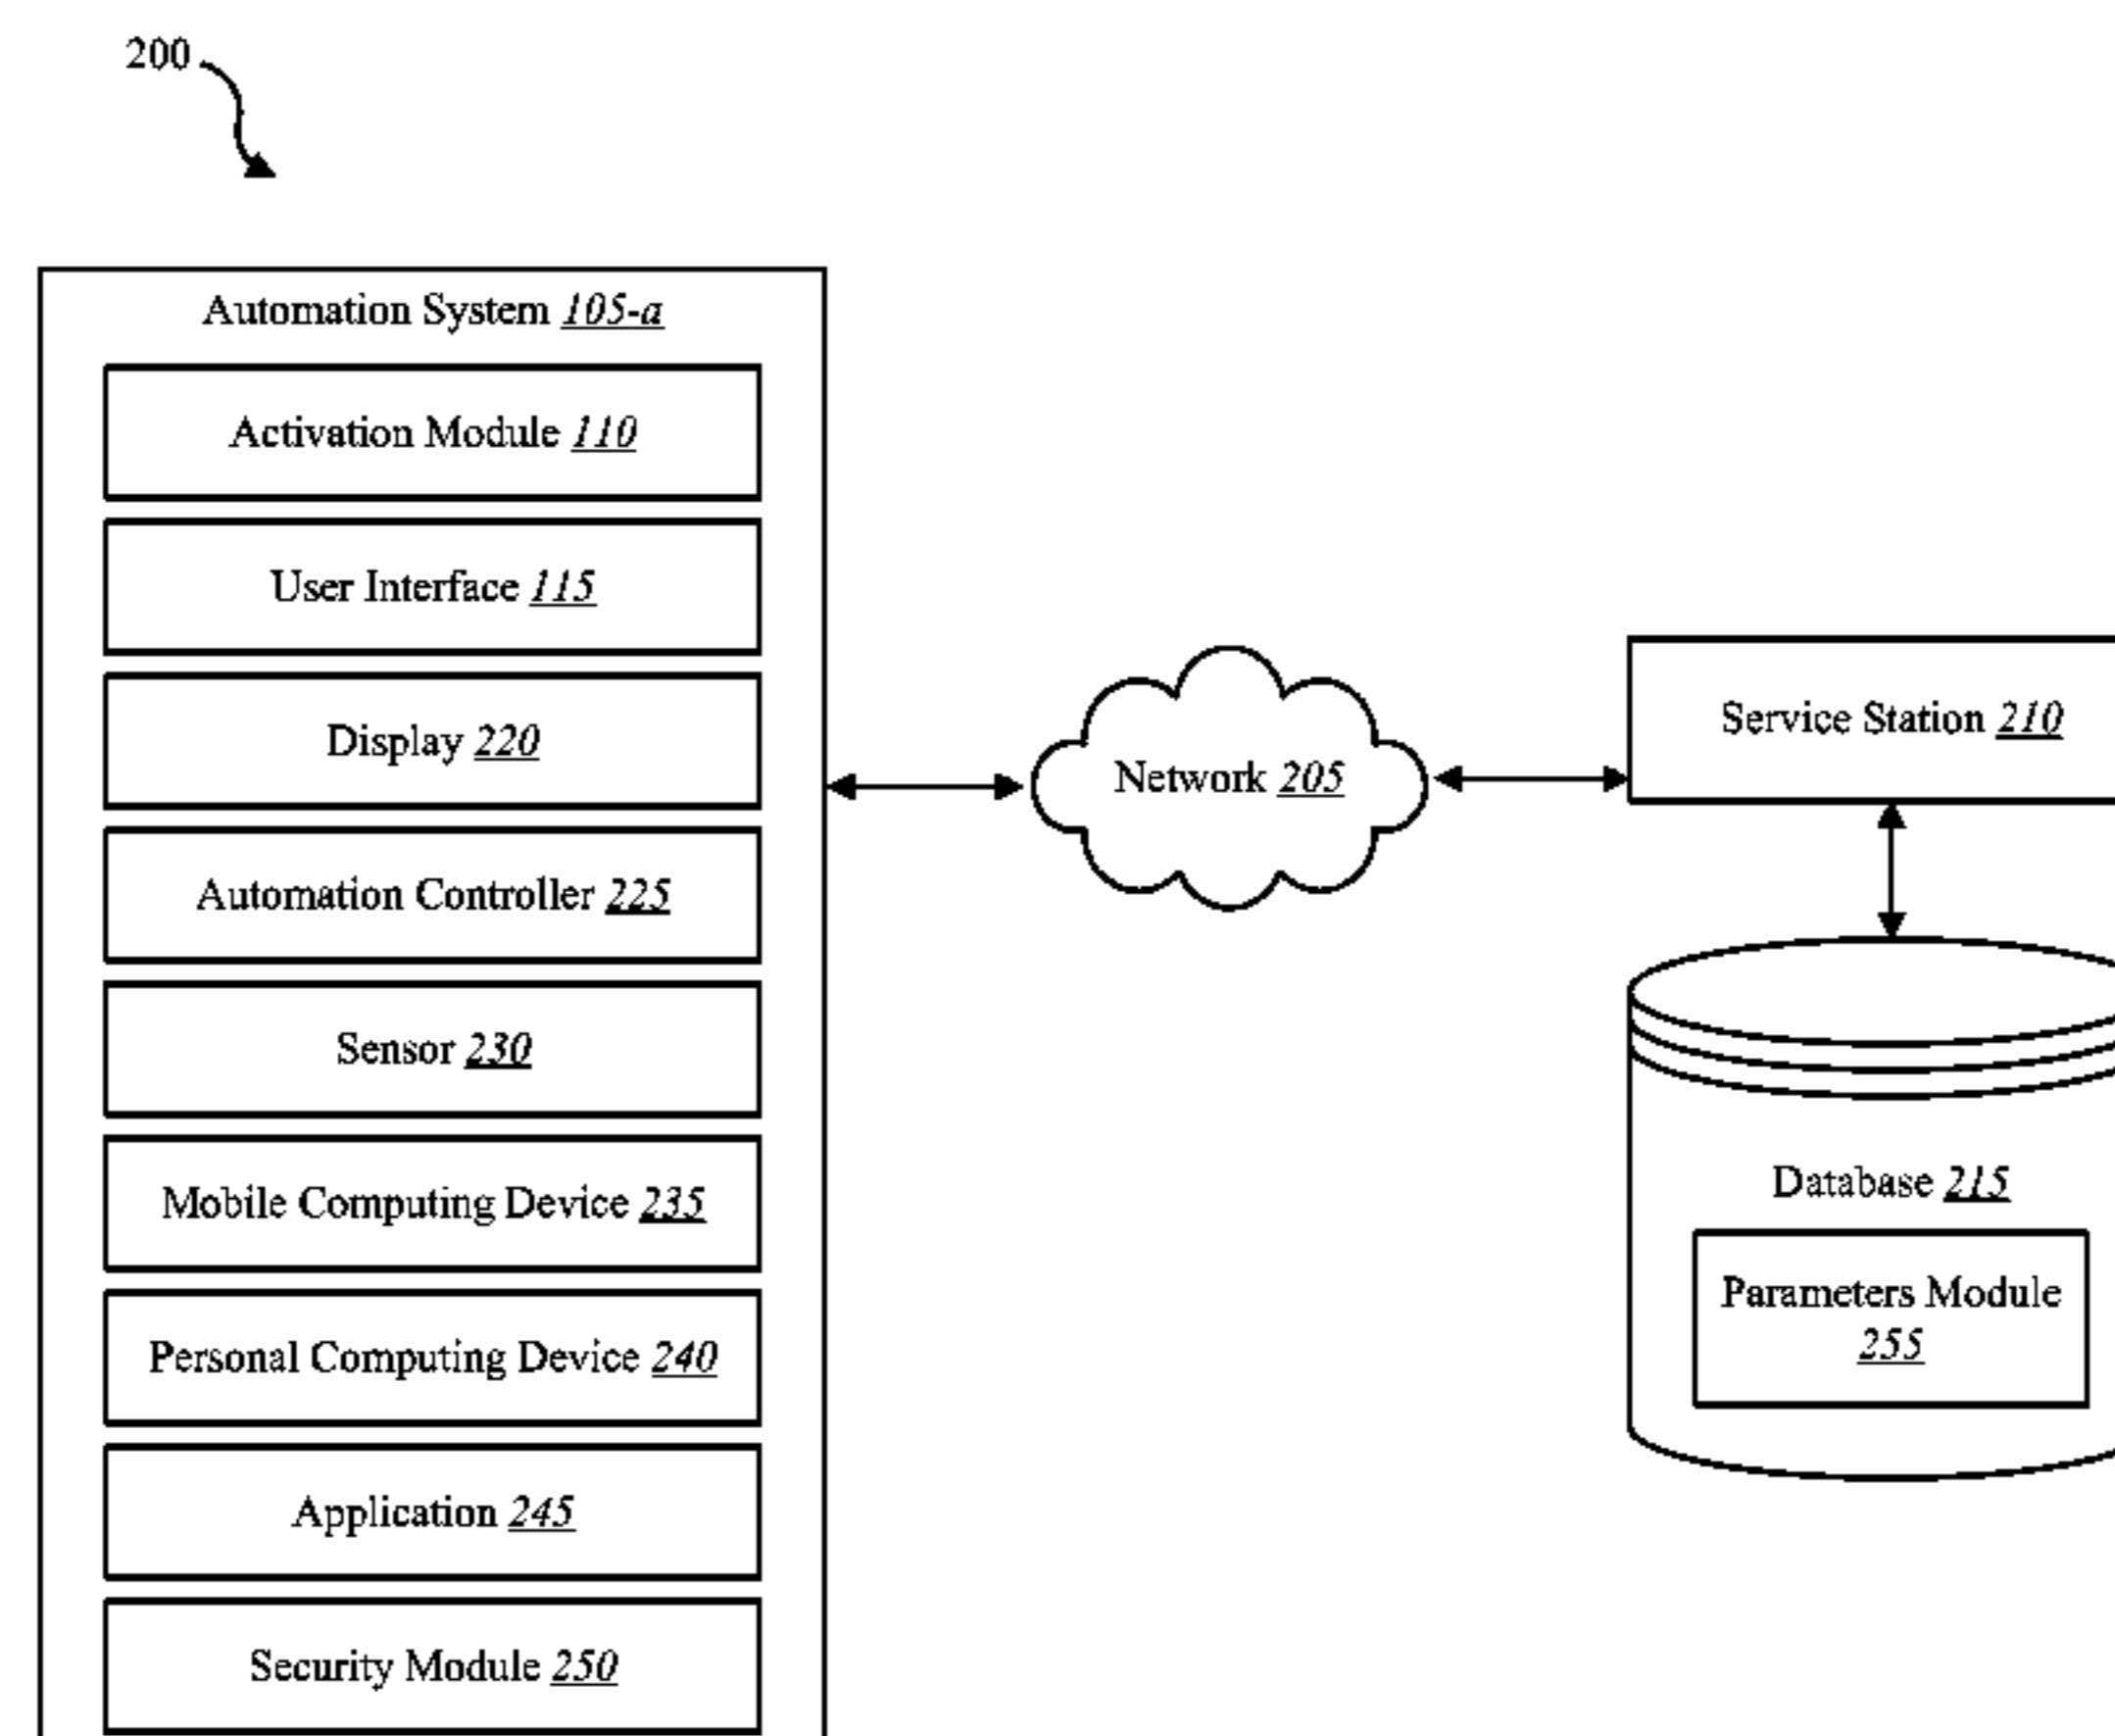 200
Automation System 105-a
Activation Module 110
User Interface 115
Display 220
Automation Controller 225
Sensor 230
Mobile Computing Device 235
Personal Computing Device 240
Application 245
Security Module 250
Network 205
Service Station 210
Database 215
Parameters Module
255